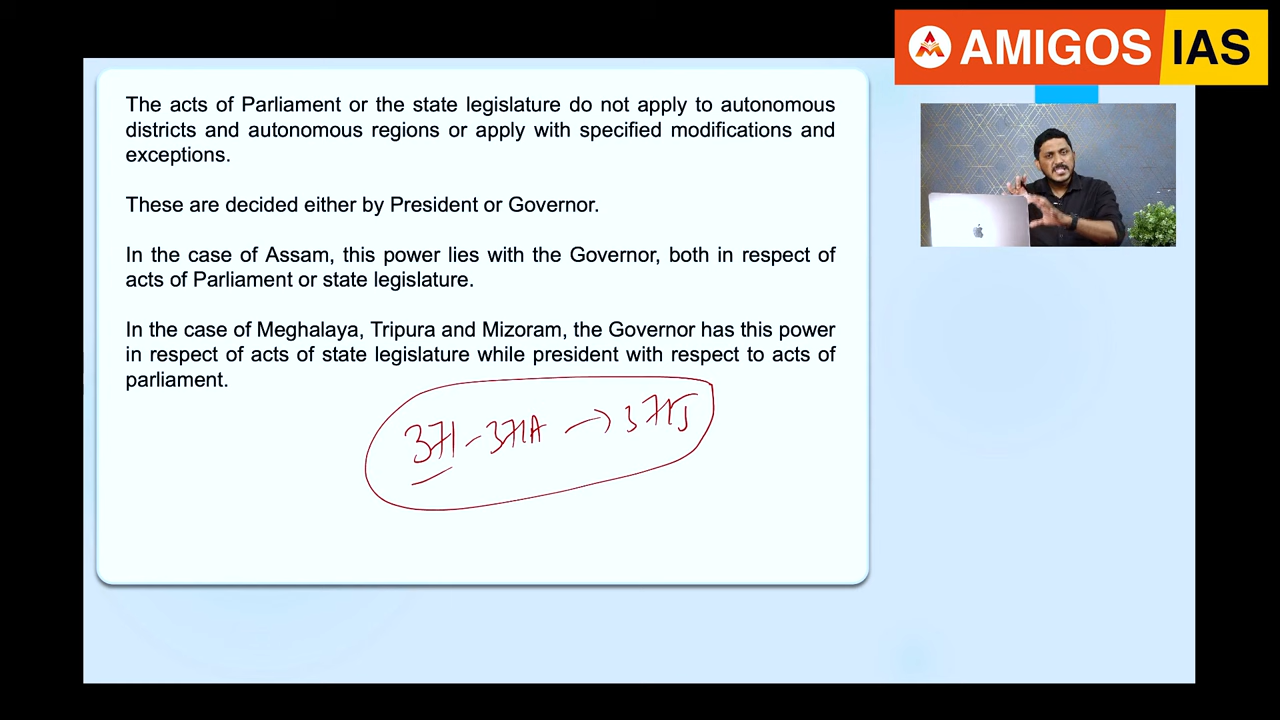 AMIGOS IAS
The acts of Parliament or the state legislature do not apply to autonomous
districts and autonomous regions or apply with specified modifications and
exceptions.
These are decided either by President or Governor.
In the case of Assam, this power lies with the Governor, both in respect of
acts of Parliament or state legislature.
In the case of Meghalaya, Tripura and Mizoram, the Governor has this power
in respect of acts of state legislature while president with respect to acts of
parliament.
371 - 371A → 371J